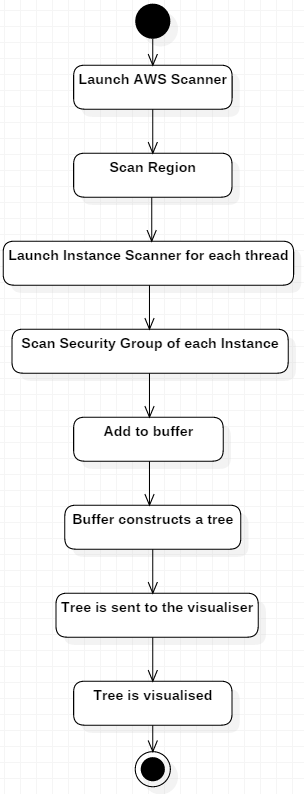 Launch AWS Scanner
Scan Region
Launch Instance Scanner for each thread
Scan Security Group of each Instance
Add to buffer
Buffer constructs a tree
Tree is sent to the visualiser
Tree is visualised